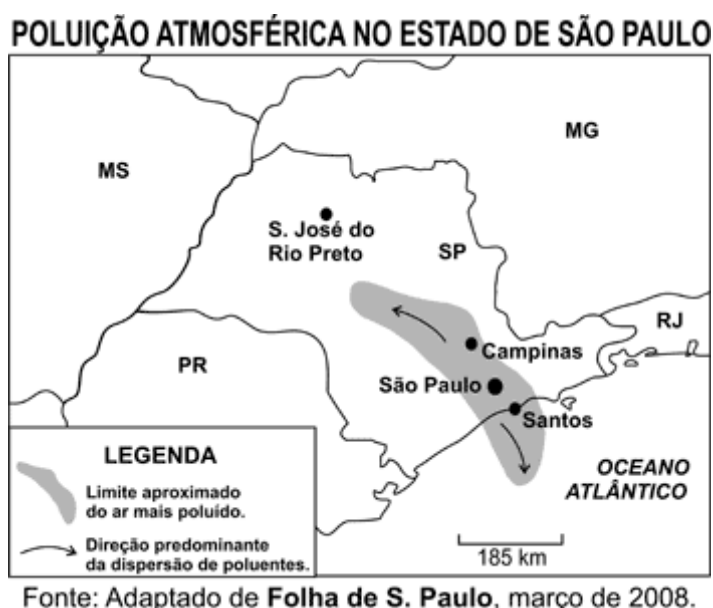 POLUIÇÃO ATMOSFÉRICA NO ESTADO DE SÃO PAULO
MG
MS
S. José do
Rio Preto
SP
RJ
Campinas
PR
São Paulo
Santos
LEGENDA
Limite aproximado
do ar mais poluído.
Direção predominante
da dispersão de poluentes.
OCEANO
ATLÂNTICO
185 km
Fonte: Adaptado de Folha de S. Paulo, março de 2008.